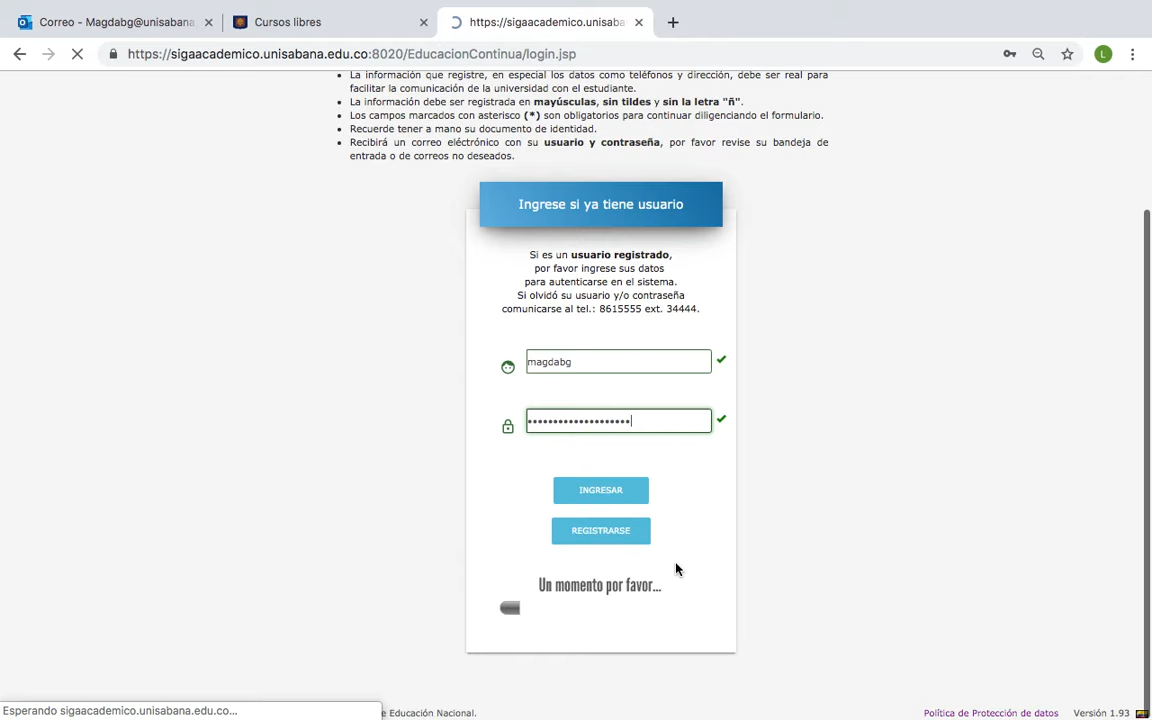 Correo - Magdabg@unisabana.
Cursos libres
https://sigaacademico.unisaba
https://sigaacademico.unisabana.edu.co:8020/EducacionContinua/login.jsp
L
La información que registre, en especial los datos como teléfonos y dirección, debe ser real para
facilitar la comunicación de la universidad con el estudiante.
La información debe ser registrada en mayúsculas, sin tildes y sin la letra "ñ".
Los campos marcados con asterisco (*) son obligatorios para continuar diligenciando el formulario.
Recuerde tener a mano su documento de identidad.
Recibirá un correo eléctrónico con su usuario y contraseña, por favor revise su bandeja de
entrada o de correos no deseados.
Ingrese si ya tiene usuario
Si es un usuario registrado,
por favor ingrese sus datos
para autenticarse en el sistema.
Si olvidó su usuario y/o contraseña
comunicarse al tel.: 8615555 ext. 34444.
magdabg
INGRESAR
REGISTRARSE
Un momento por favor...
Esperando sigaacademico.unisabana.edu.co...
e Educación Nacional.
Política de Protección de datos
Versión 1.93